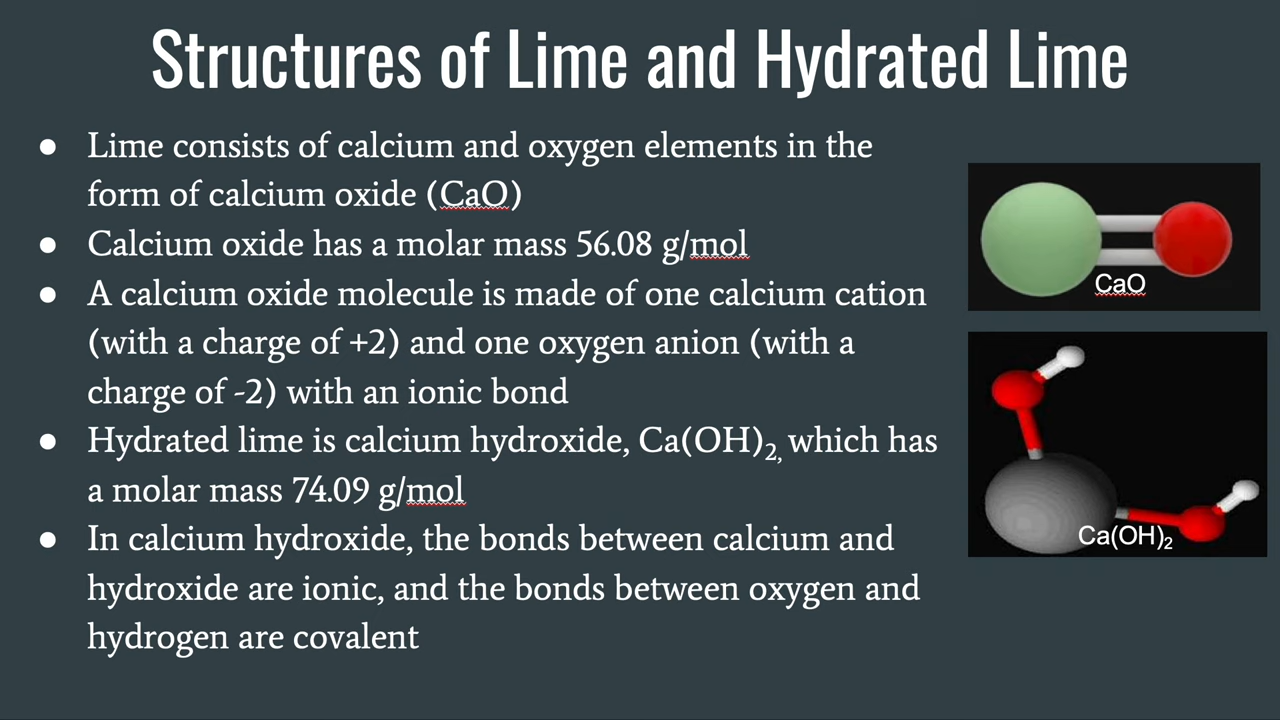 Structures of Lime and Hydrated Lime
● Lime consists of calcium and oxygen elements in the
form of calcium oxide (CaO)
● Calcium oxide has a molar mass 56.08 g/mol
● A calcium oxide molecule is made of one calcium cation
(with a charge of +2) and one oxygen anion (with a
charge of -2) with an ionic bond
● Hydrated lime is calcium hydroxide, Ca(OH)₂, which has
a molar mass 74.09 g/mol
● In calcium hydroxide, the bonds between calcium and
hydroxide are ionic, and the bonds between oxygen and
hydrogen are covalent
CaO
Ca(OH)₂